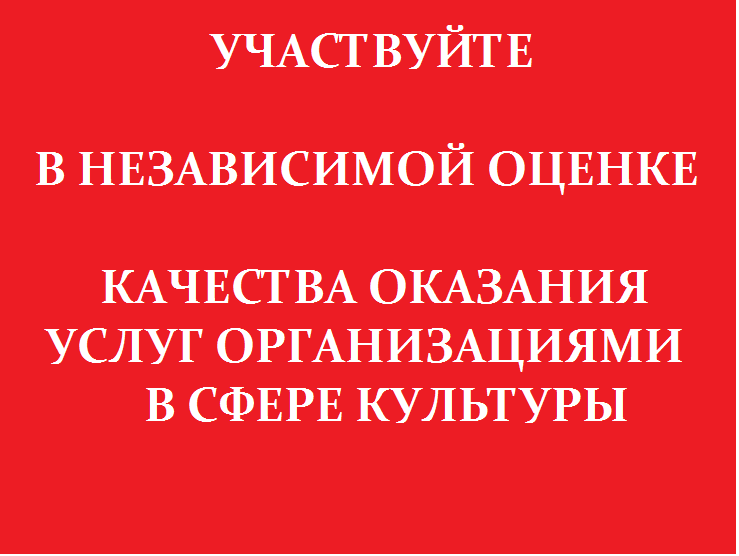 УЧАСТВУЙТЕ
В НЕЗАВИСИМОЙ ОЦЕНКЕ
КАЧЕСТВА ОКАЗАНИЯ
УСЛУГ ОРГАНИЗАЦИЯМИ
В СФЕРЕ КУЛЬТУРЫ